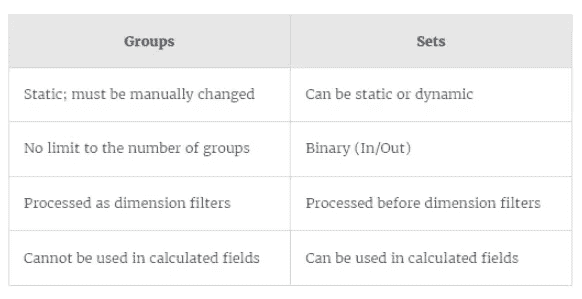 Groups Sets
Static; must be manually changed Can be static or dynamic
No limit to the number of groups Binary (In/Out)
Processed as dimension filters Processed before dimension filters
Cannot be used in calculated fields Can be used in calculated fields